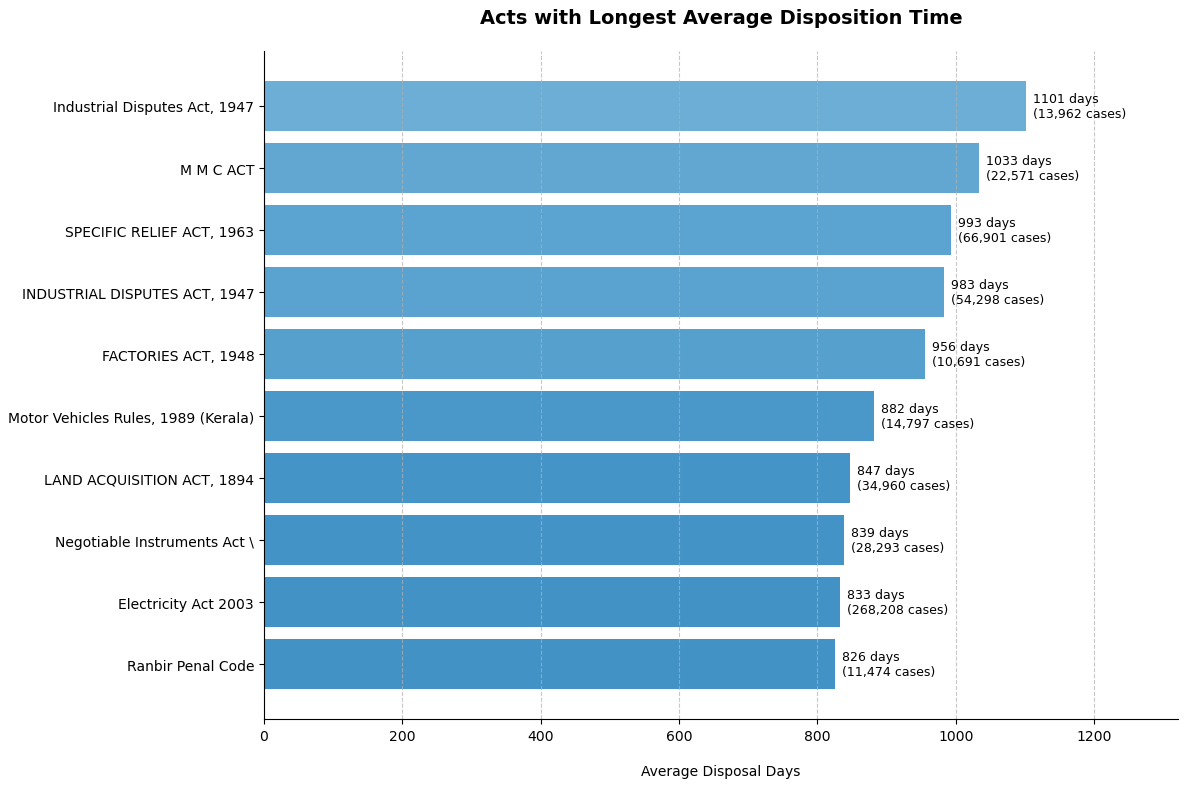 Acts with Longest Average Disposition Time
Industrial Disputes Act, 1947
1101 days
(13,962 cases)
M M C ACT
1033 days
(22,571 cases)
SPECIFIC RELIEF ACT, 1963
993 days
(66,901 cases)
INDUSTRIAL DISPUTES ACT, 1947
983 days
(54,298 cases)
FACTORIES ACT, 1948
956 days
(10,691 cases)
Motor Vehicles Rules, 1989 (Kerala)
882 days
(14,797 cases)
LAND ACQUISITION ACT, 1894
847 days
(34,960 cases)
Negotiable Instruments Act \
839 days
(28,293 cases)
Electricity Act 2003
833 days
(268,208 cases)
Ranbir Penal Code
826 days
(11,474 cases)
0 200 400 600 800 1000 1200
Average Disposal Days